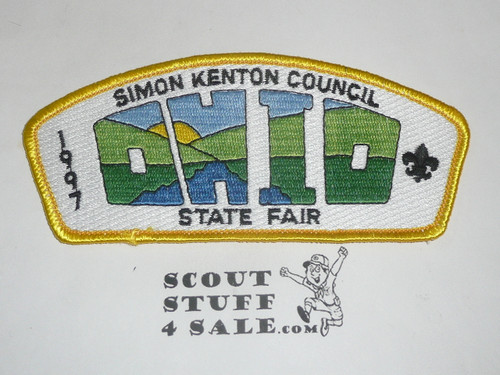 SIMON KENTON COUNCIL
1997
OHIO
STATE FAIR
SCOUT
STUFF
4 SALE.com